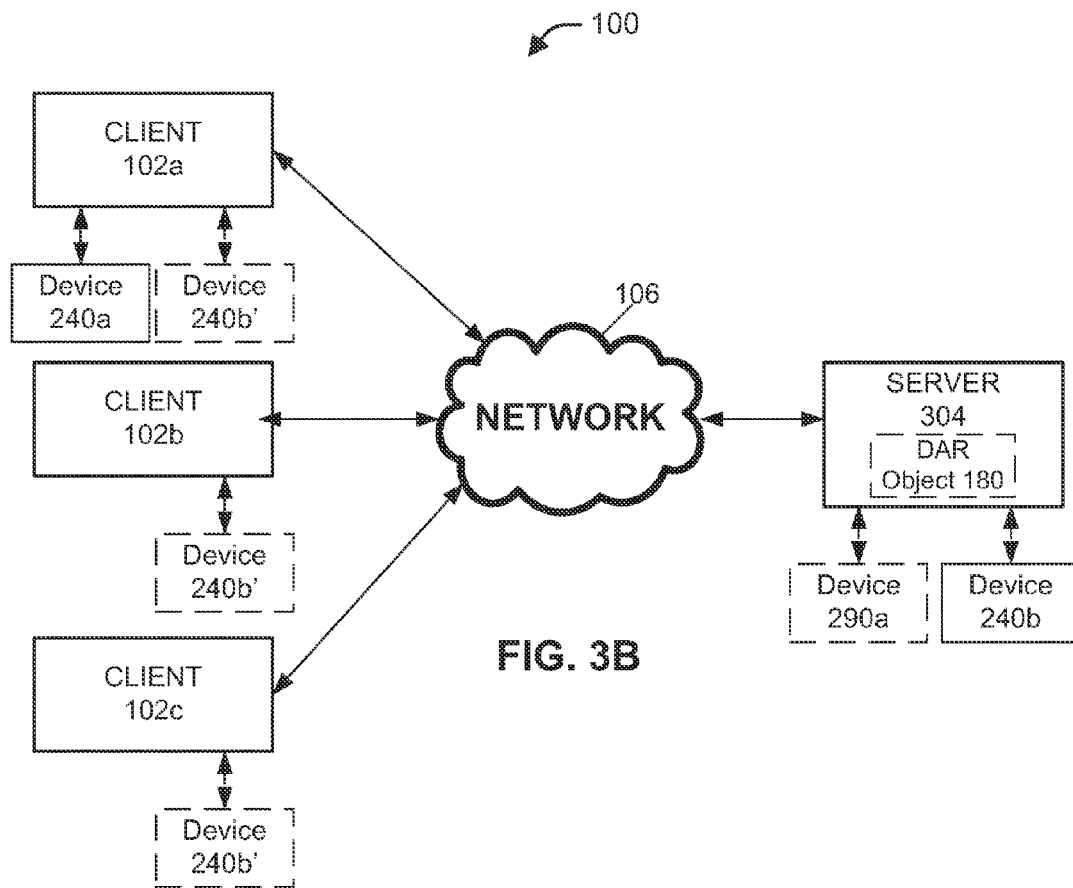 100
CLIENT
102a
Device
240a
Device
240b'
CLIENT
102b
Device
240b'
CLIENT
102c
Device
240b'
106
NETWORK
SERVER
304
DAR
Object 180
Device
290a
Device
240b
FIG. 3B